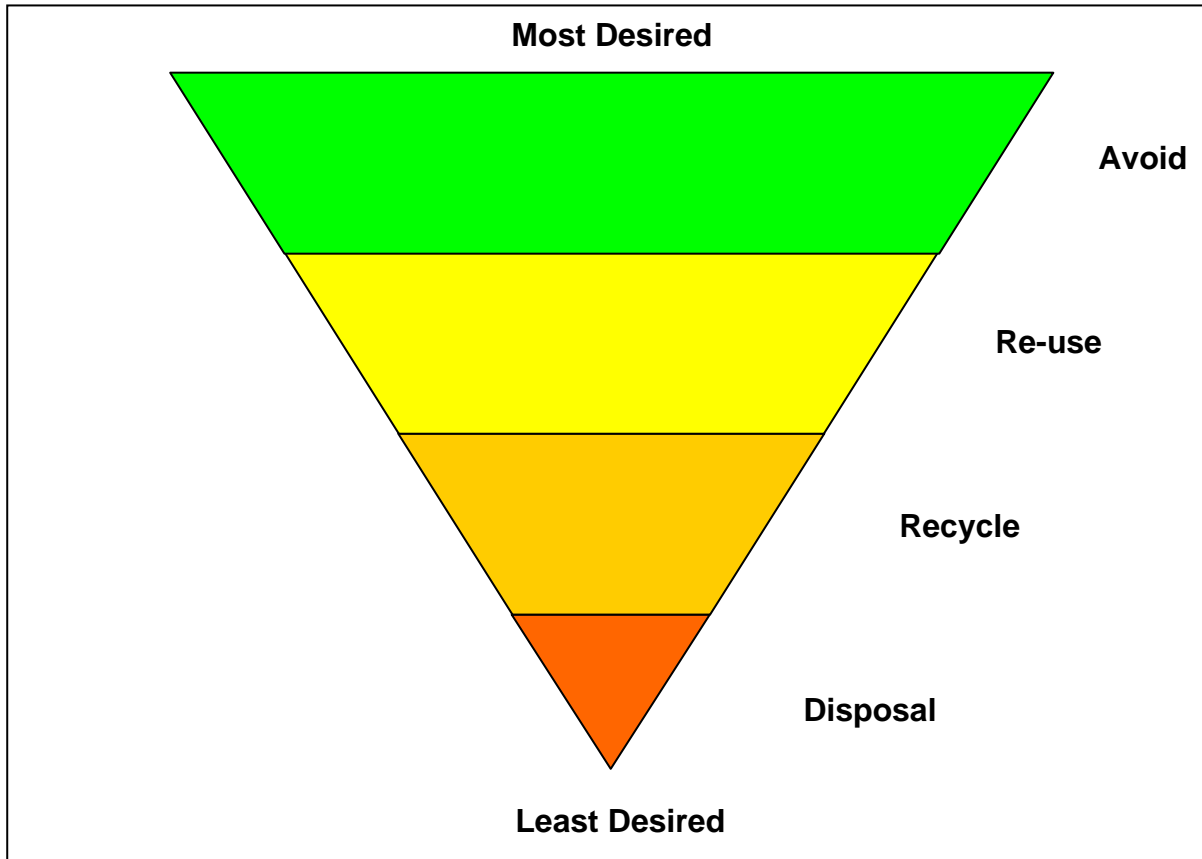 Most Desired
Avoid
Re-use
Recycle
Disposal
Least Desired